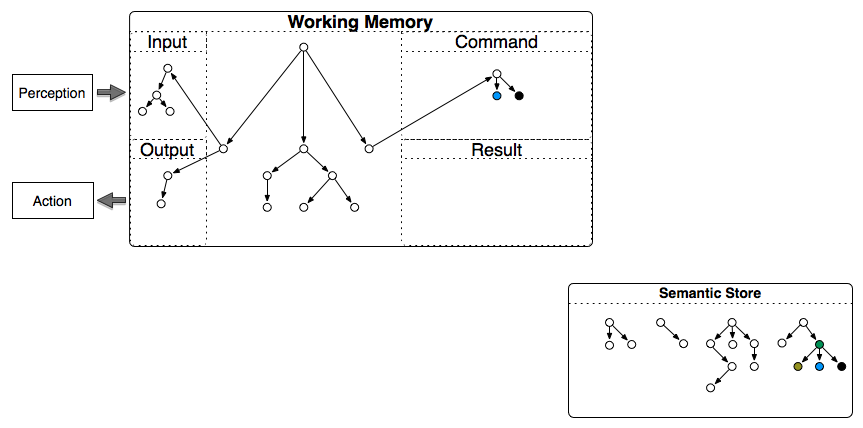 Working Memory
Input
Command
Perception
Output
Result
Action
Semantic Store